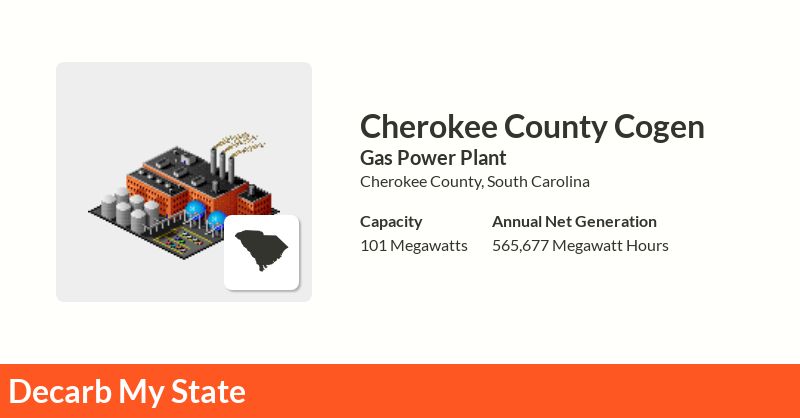 Cherokee County Cogen
Gas Power Plant
Cherokee County, South Carolina
Capacity
101 Megawatts
Annual Net Generation
565,677 Megawatt Hours
Decarb My State